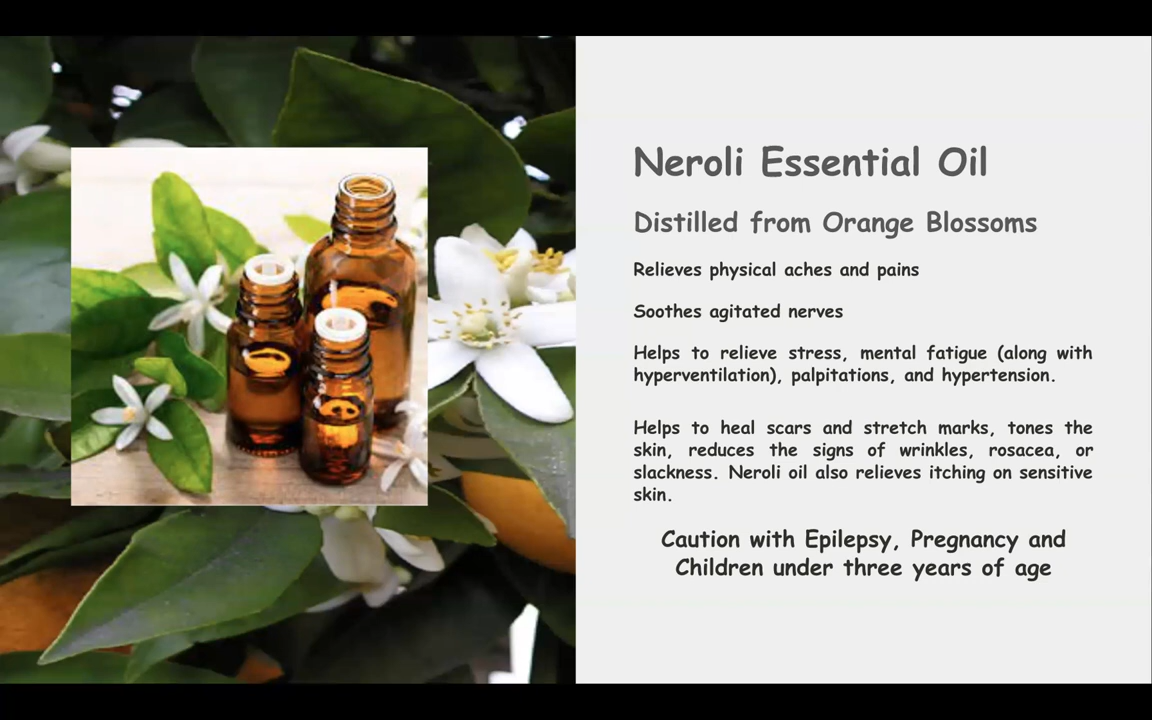 Neroli Essential Oil
Distilled from Orange Blossoms
Relieves physical aches and pains
Soothes agitated nerves
Helps to relieve stress, mental fatigue (along with
hyperventilation), palpitations, and hypertension.
Helps to heal scars and stretch marks, tones the
skin, reduces the signs of wrinkles, rosacea, or
slackness. Neroli oil also relieves itching on sensitive
skin.
Caution with Epilepsy, Pregnancy and
Children under three years of age